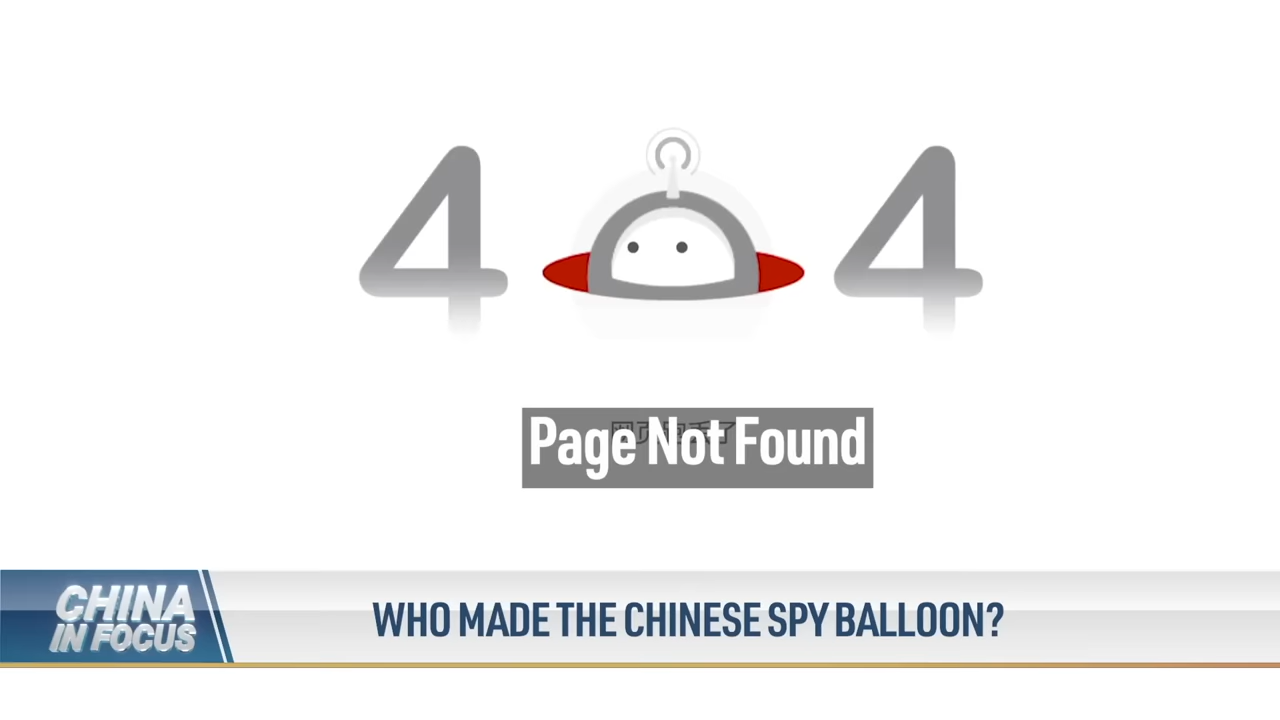 4 4
Page Not Found
CHINA
IN FOCUS
WHO MADE THE CHINESE SPY BALLOON?